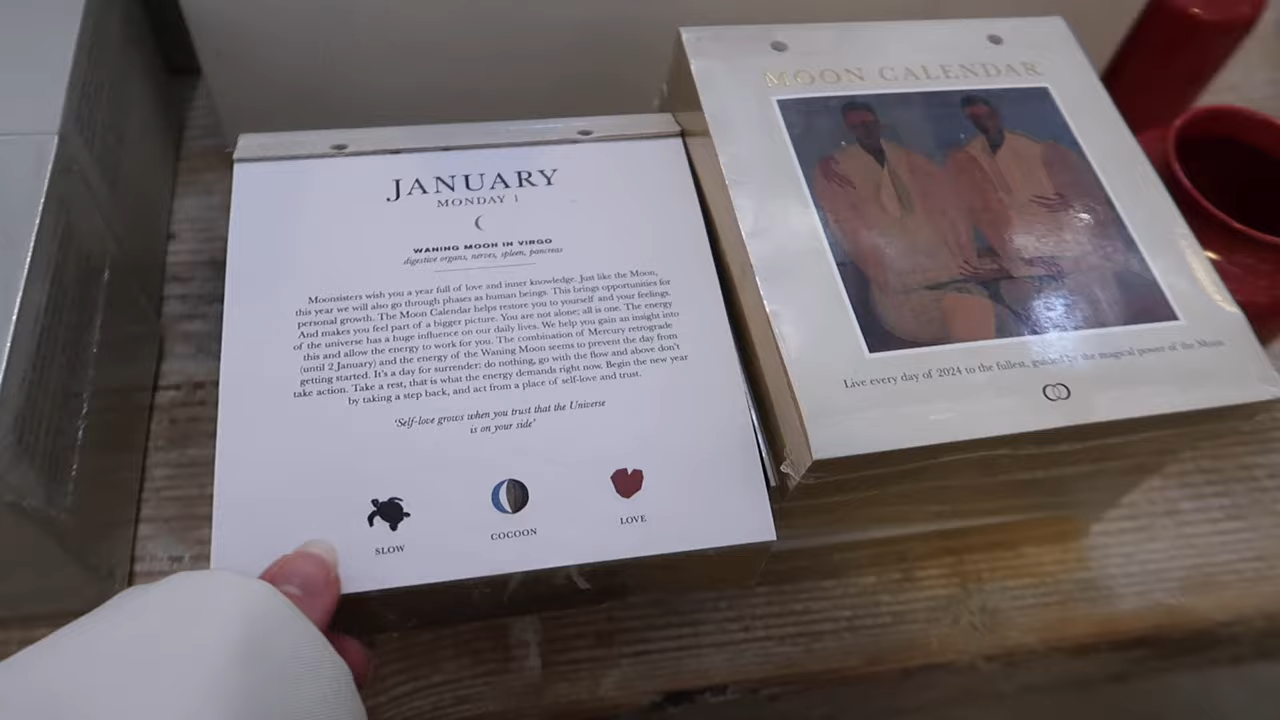 JANUARY
MONDAY 1
WANING MOON IN VIRGO
digestive organs, nerves, spleen, pancreas
Moonsisters wish you a year full of love and inner knowledge. Just like the Moon,
this year we will also go through phases as human beings. This brings opportunities for
personal growth. The Moon Calendar helps restore you to yourself and your feelings.
And makes you feel part of a bigger picture. You are not alone; all is one. The energy
of the universe has a huge influence on our daily lives. We help you gain an insight into
this and allow the energy to work for you. The combination of Mercury retrograde
(until 2 January) and the energy of the Waning Moon seems to prevent the day from
getting started. It's a day for surrender: do nothing, go with the flow and above don't
take action. Take a rest, that is what the energy demands right now. Begin the new year
by taking a step back, and act from a place of self-love and trust.
'Self-love grows when you trust that the Universe
is on your side'
SLOW
COCOON
LOVE
MOON CALENDAR
Live every day of 2024 to the fullest, guided by the magical power of the Moon